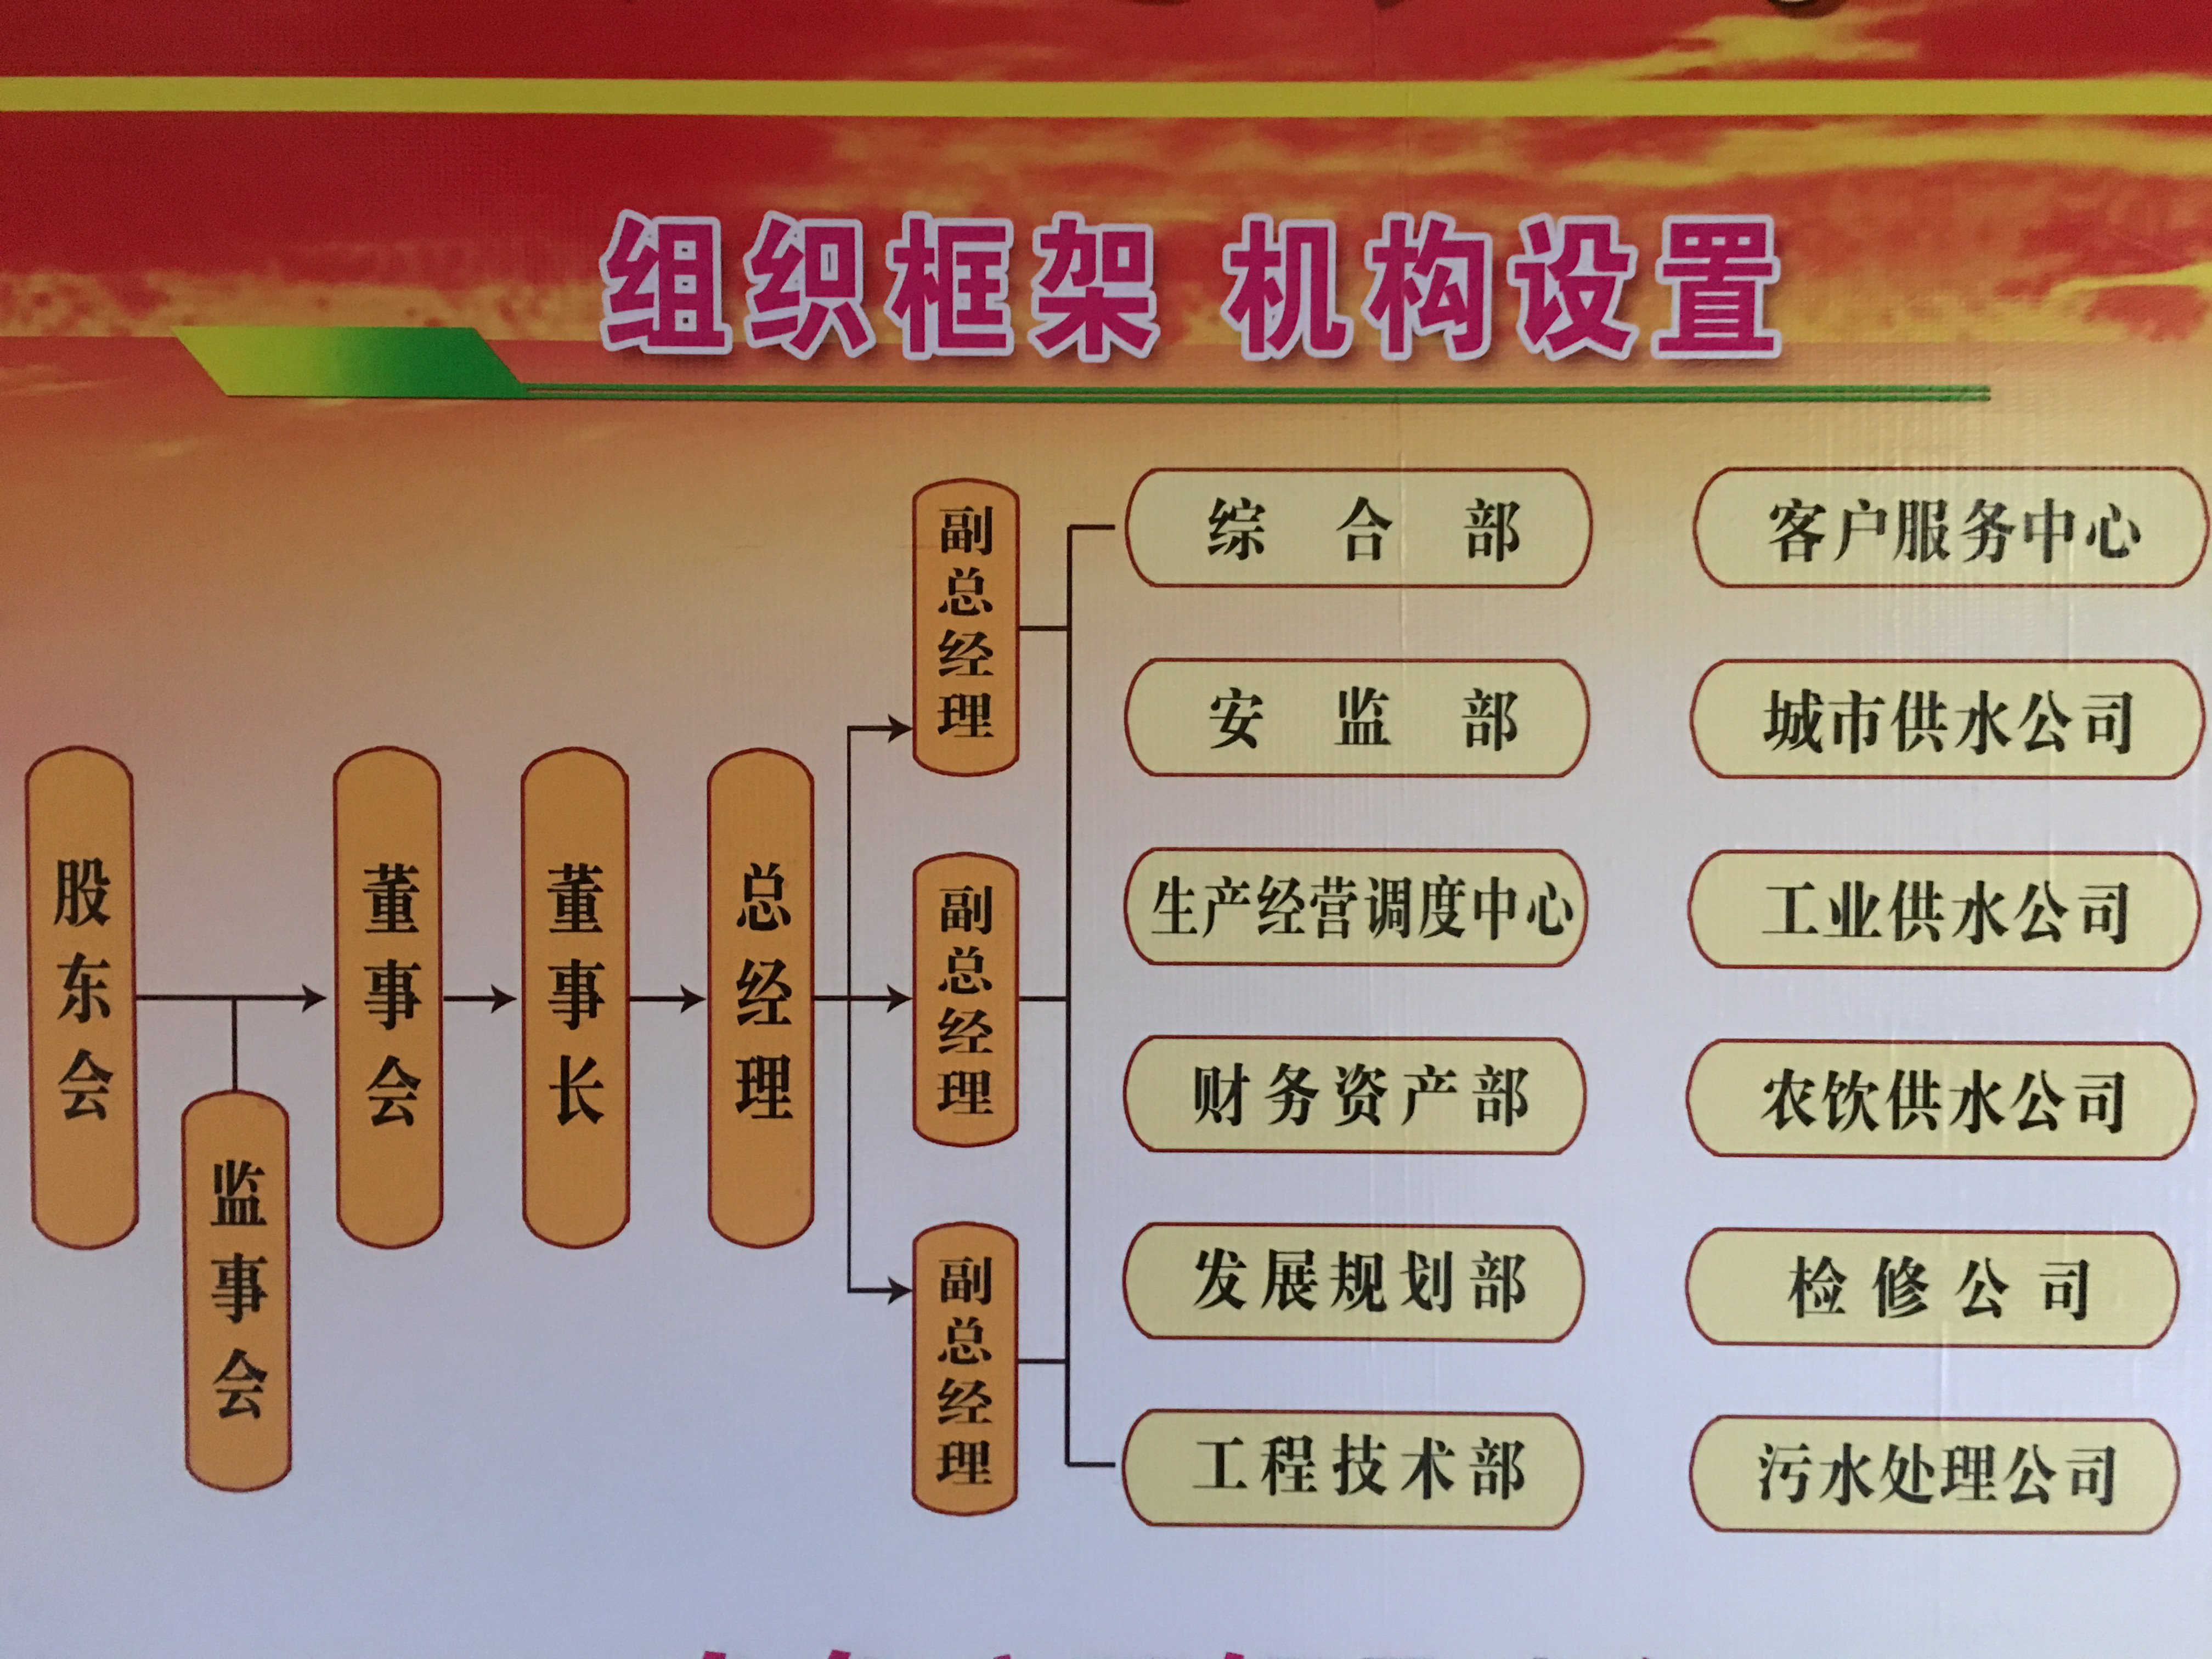 组织框架 机构设置
股东会
监事会
董事会
董事长
总经理
副总经理
副总经理
副总经理
综合部
安监部
生产经营调度中心
财务资产部
发展规划部
工程技术部
客户服务中心
城市供水公司
工业供水公司
农饮供水公司
检修公司
污水处理公司